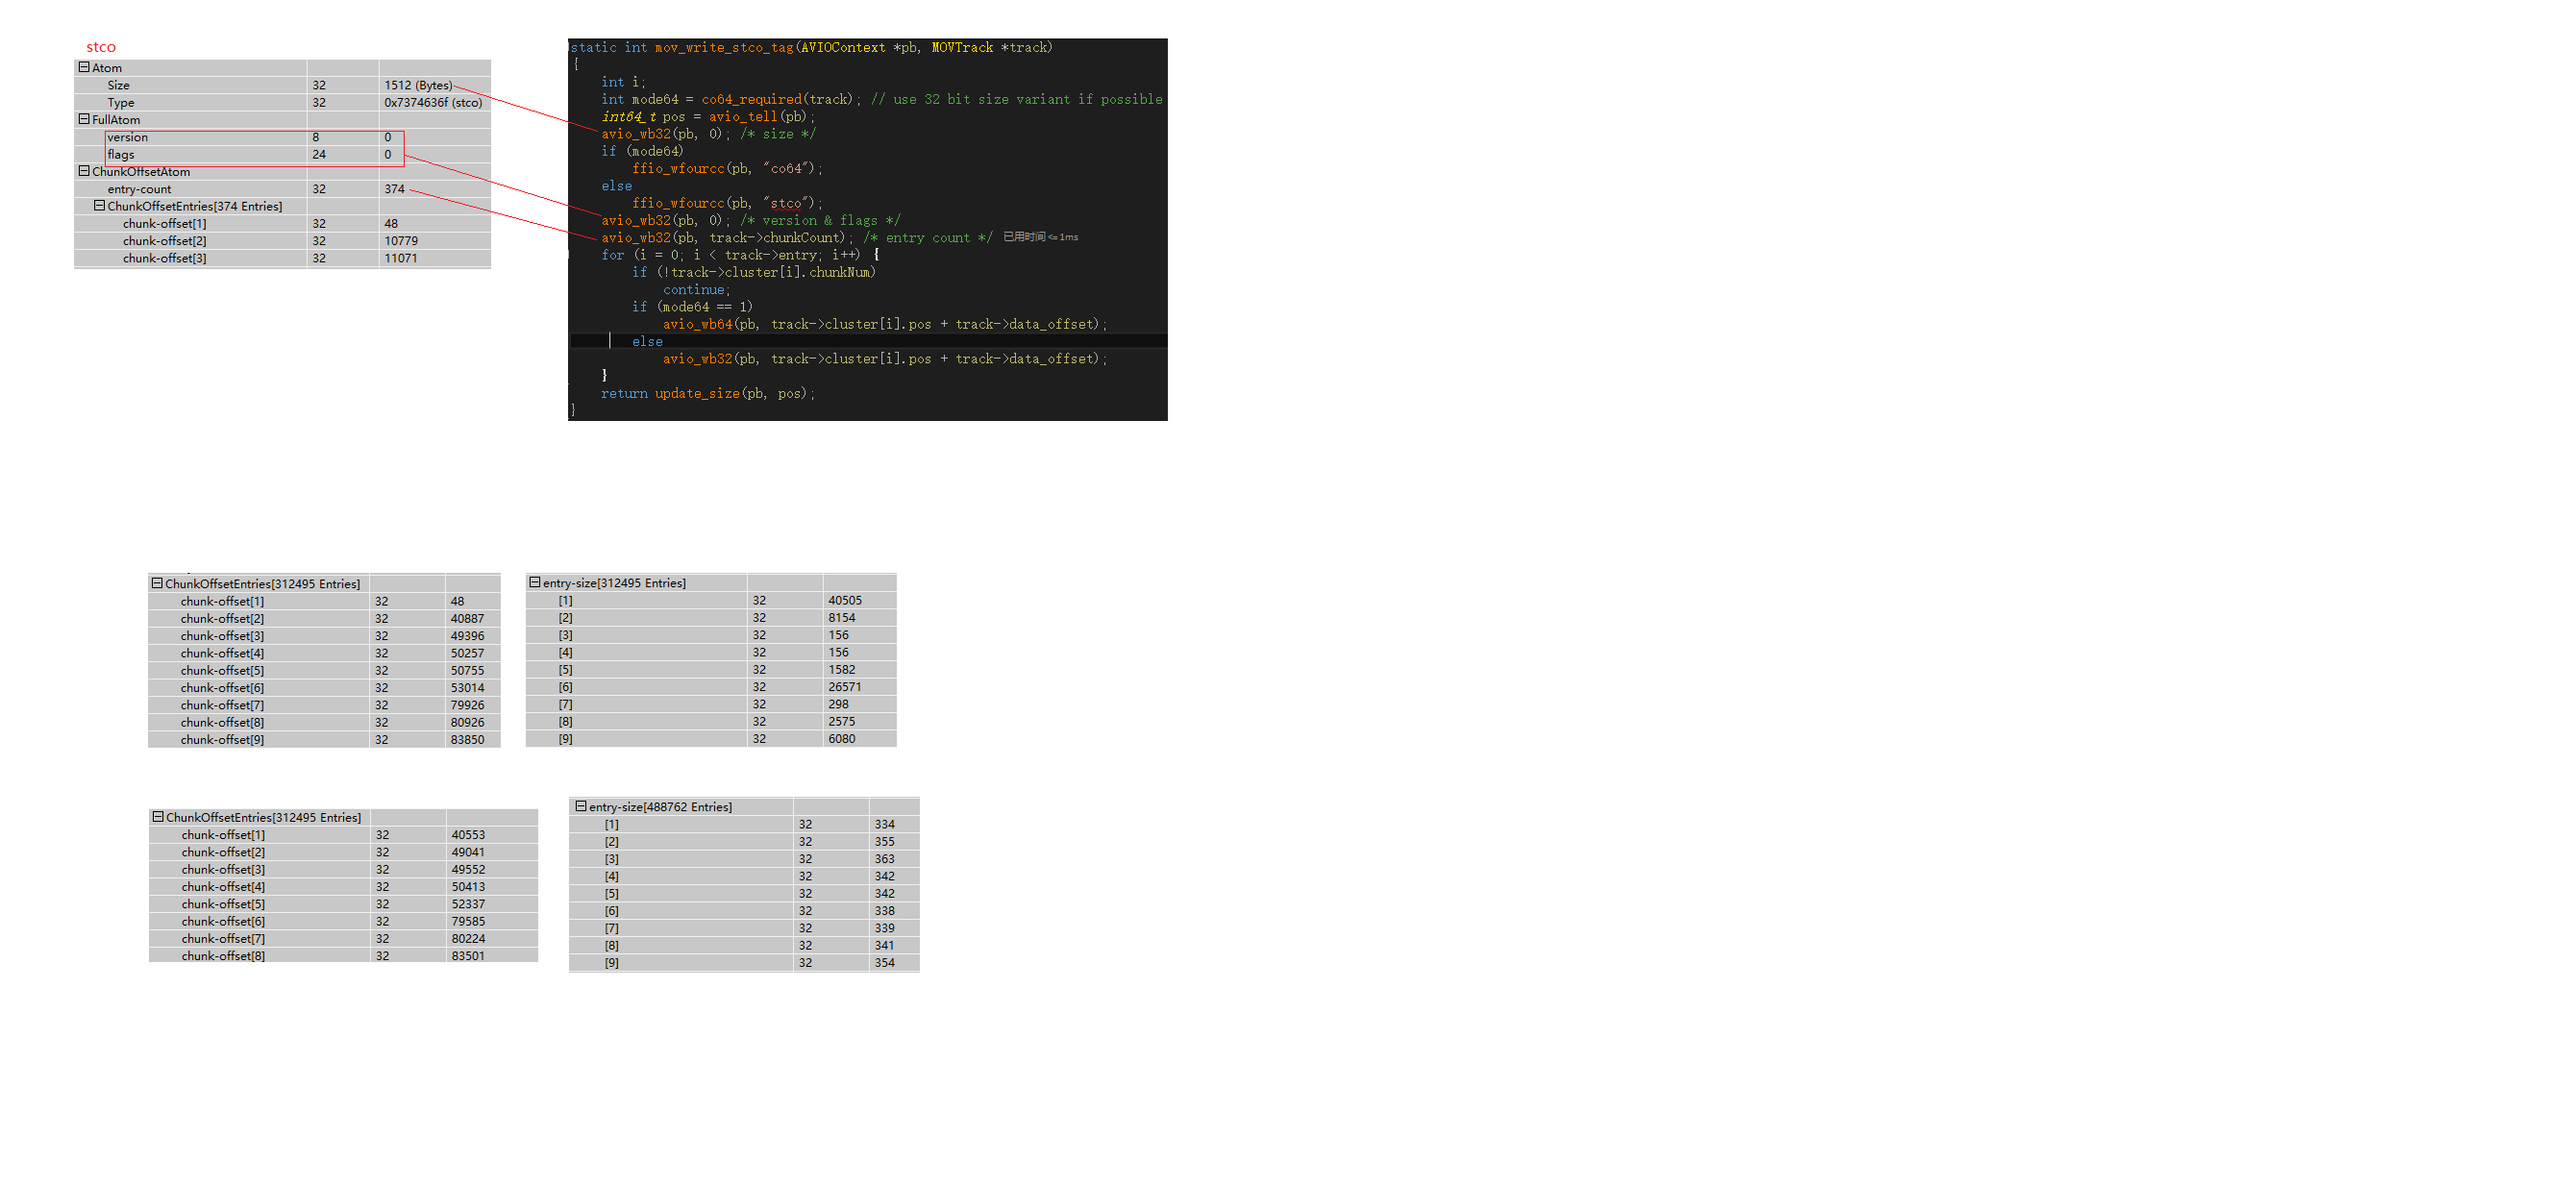 stco
Atom
Size 32 1512 (Bytes)
Type 32 0x7374636f (stco)
FullAtom
version 8 0
flags 24 0
ChunkOffsetAtom
entry-count 32 374
ChunkOffsetEntries[374 Entries]
chunk-offset[1] 32 48
chunk-offset[2] 32 10779
chunk-offset[3] 32 11071
static int mov_write_stco_tag(AVIOContext *pb, MOVTrack *track)
{
int i;
int mode64 = co64_required(track); // use 32 bit size variant if possible
int64_t pos = avio_tell(pb);
avio_wb32(pb, 0); /* size */
if (mode64)
ffio_wfourcc(pb, "co64");
else
ffio_wfourcc(pb, "stco");
avio_wb32(pb, 0); /* version & flags */
avio_wb32(pb, track->chunkCount); /* entry count */ 已用时间<=1ms
for (i = 0; i < track->entry; i++) {
if (!track->cluster[i].chunkNum)
continue;
if (mode64 == 1)
avio_wb64(pb, track->cluster[i].pos + track->data_offset);
else
avio_wb32(pb, track->cluster[i].pos + track->data_offset);
}
return update_size(pb, pos);
}
ChunkOffsetEntries[312495 Entries]
chunk-offset[1] 32 48
chunk-offset[2] 32 40887
chunk-offset[3] 32 49396
chunk-offset[4] 32 50257
chunk-offset[5] 32 50755
chunk-offset[6] 32 53014
chunk-offset[7] 32 79926
chunk-offset[8] 32 80926
chunk-offset[9] 32 83850
entry-size[312495 Entries]
[1] 32 40505
[2] 32 8154
[3] 32 156
[4] 32 156
[5] 32 1582
[6] 32 26571
[7] 32 298
[8] 32 2575
[9] 32 6080
ChunkOffsetEntries[312495 Entries]
chunk-offset[1] 32 40553
chunk-offset[2] 32 49041
chunk-offset[3] 32 49552
chunk-offset[4] 32 50413
chunk-offset[5] 32 52337
chunk-offset[6] 32 79585
chunk-offset[7] 32 80224
chunk-offset[8] 32 83501
entry-size[488762 Entries]
[1] 32 334
[2] 32 355
[3] 32 363
[4] 32 342
[5] 32 342
[6] 32 338
[7] 32 339
[8] 32 341
[9] 32 354